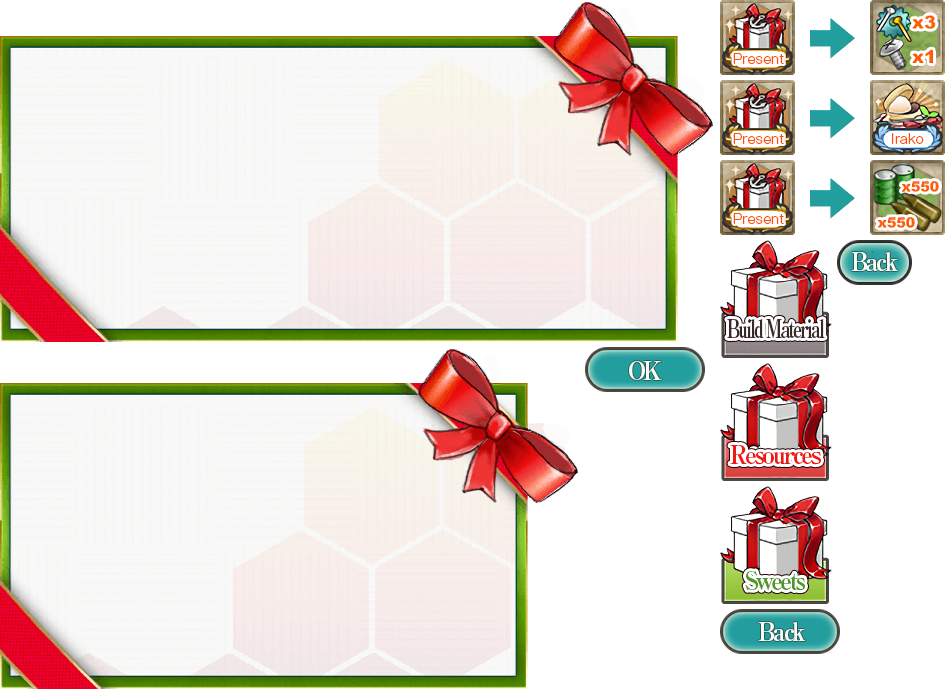 Present
x3
x1
Present
Irako
Present
x550
x550
Back
Build Material
OK
Resources
Sweets
Back